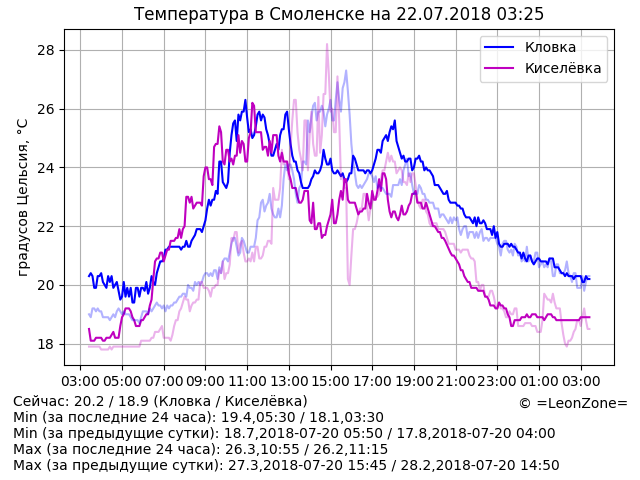 Температура в Смоленске на 22.07.2018 03:25
Кловка
Киселёвка
градусов Цельсия, °C
28
26
24
22
20
18
03:00 05:00 07:00 09:00 11:00 13:00 15:00 17:00 19:00 21:00 23:00 01:00 03:00
Сейчас: 20.2 / 18.9 (Кловка / Киселёвка)
© =LeonZone=
Min (за последние 24 часа): 19.4,05:30 / 18.1,03:30
Min (за предыдущие сутки): 18.7,2018-07-20 05:50 / 17.8,2018-07-20 04:00
Max (за последние 24 часа): 26.3,10:55 / 26.2,11:15
Max (за предыдущие сутки): 27.3,2018-07-20 15:45 / 28.2,2018-07-20 14:50